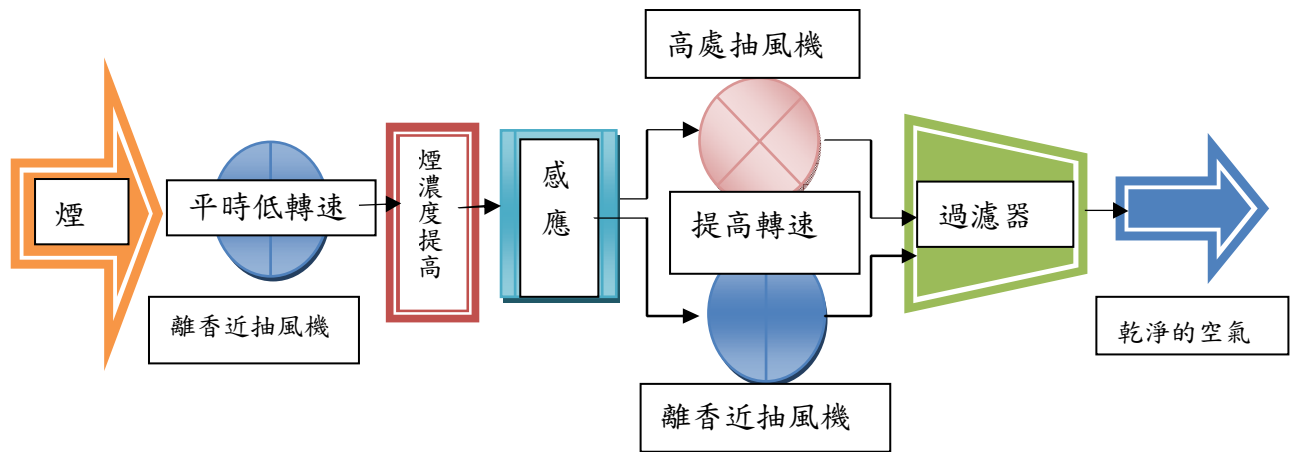 煙
平時低轉速
離香近抽風機
煙濃度提高
感應
高處抽風機
提高轉速
離香近抽風機
過濾器
乾淨的空氣